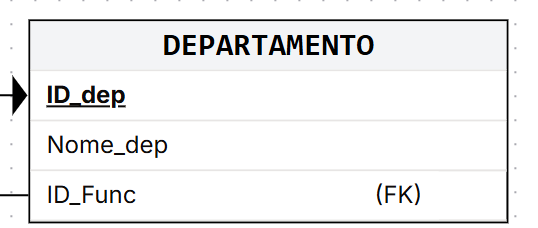 DEPARTAMENTO
ID_dep
Nome_dep
ID_Func (FK)